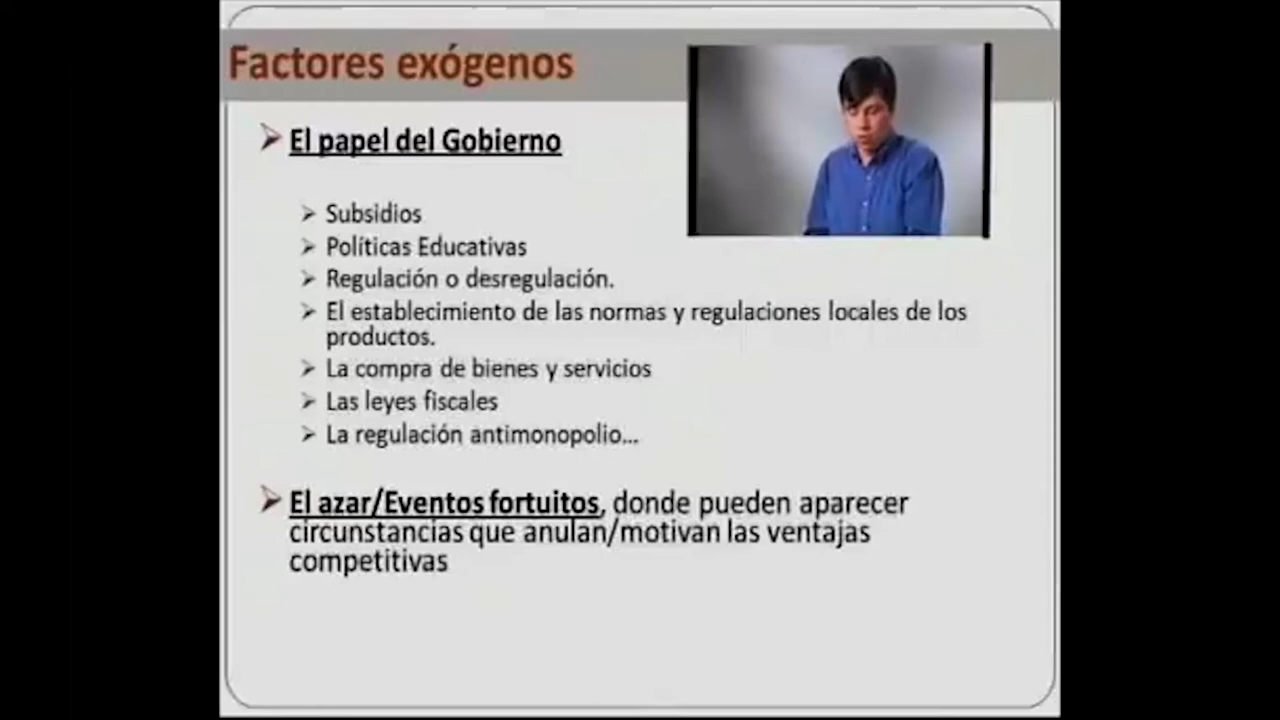 Factores exógenos
El papel del Gobierno
Subsidios
Políticas Educativas
Regulación o desregulación.
El establecimiento de las normas y regulaciones locales de los
productos.
La compra de bienes y servicios
Las leyes fiscales
La regulación antimonopolio...
El azar/Eventos fortuitos, donde pueden aparecer
circunstancias que anulan/motivan las ventajas
competitivas